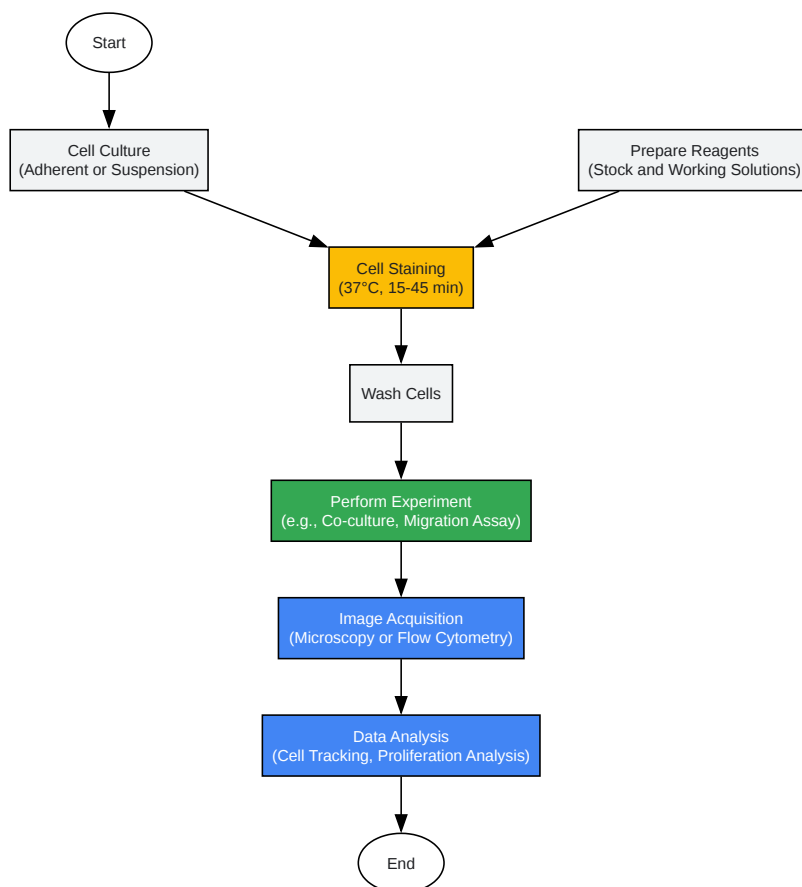 Start
Cell Culture
(Adherent or Suspension)
Prepare Reagents
(Stock and Working Solutions)
Cell Staining
(37°C, 15-45 min)
Wash Cells
Perform Experiment
(e.g., Co-culture, Migration Assay)
Image Acquisition
(Microscopy or Flow Cytometry)
Data Analysis
(Cell Tracking, Proliferation Analysis)
End